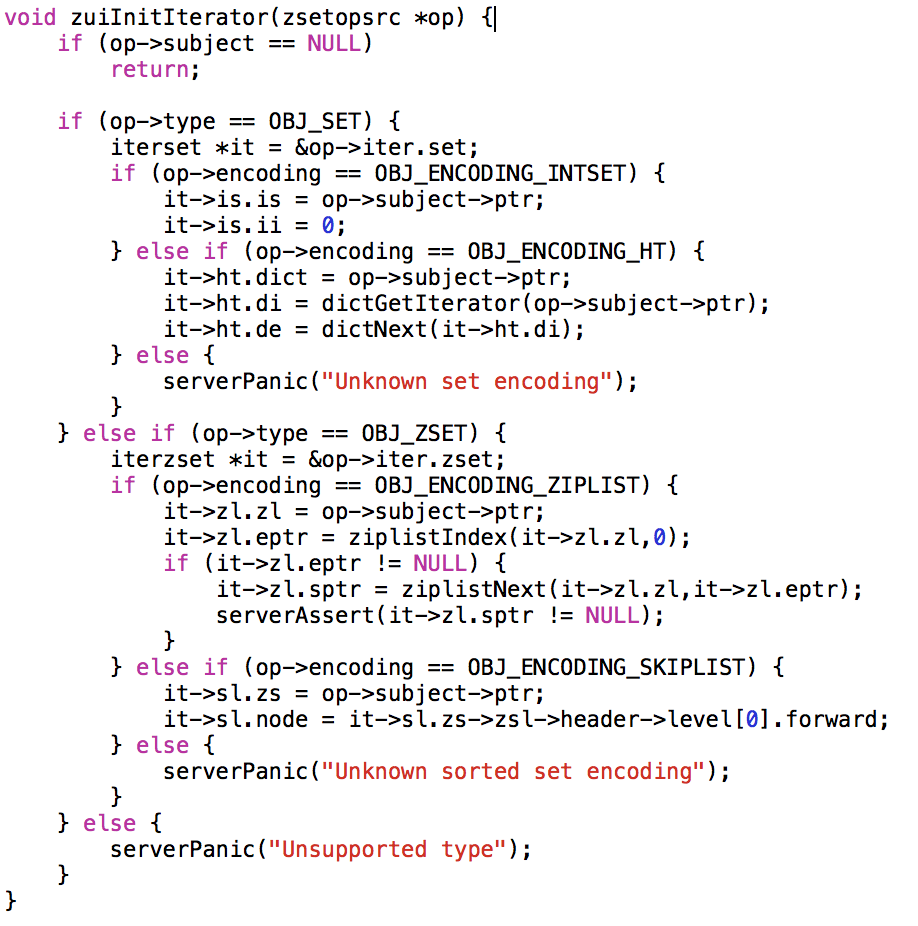 void zuiInitIterator(zsetopsrc *op) {
    if (op->subject == NULL)
        return;

    if (op->type == OBJ_SET) {
        iterset *it = &op->iter.set;
        if (op->encoding == OBJ_ENCODING_INTSET) {
            it->is.is = op->subject->ptr;
            it->is.ii = 0;
        } else if (op->encoding == OBJ_ENCODING_HT) {
            it->ht.dict = op->subject->ptr;
            it->ht.di = dictGetIterator(op->subject->ptr);
            it->ht.de = dictNext(it->ht.di);
        } else {
            serverPanic("Unknown set encoding");
        }
    } else if (op->type == OBJ_ZSET) {
        iterzset *it = &op->iter.zset;
        if (op->encoding == OBJ_ENCODING_ZIPLIST) {
            it->zl.zl = op->subject->ptr;
            it->zl.eptr = ziplistIndex(it->zl.zl,0);
            if (it->zl.eptr != NULL) {
                it->zl.sptr = ziplistNext(it->zl.zl,it->zl.eptr);
                serverAssert(it->zl.sptr != NULL);
            }
        } else if (op->encoding == OBJ_ENCODING_SKIPLIST) {
            it->sl.zs = op->subject->ptr;
            it->sl.node = it->sl.zs->zsl->header->level[0].forward;
        } else {
            serverPanic("Unknown sorted set encoding");
        }
    } else {
        serverPanic("Unsupported type");
    }
}